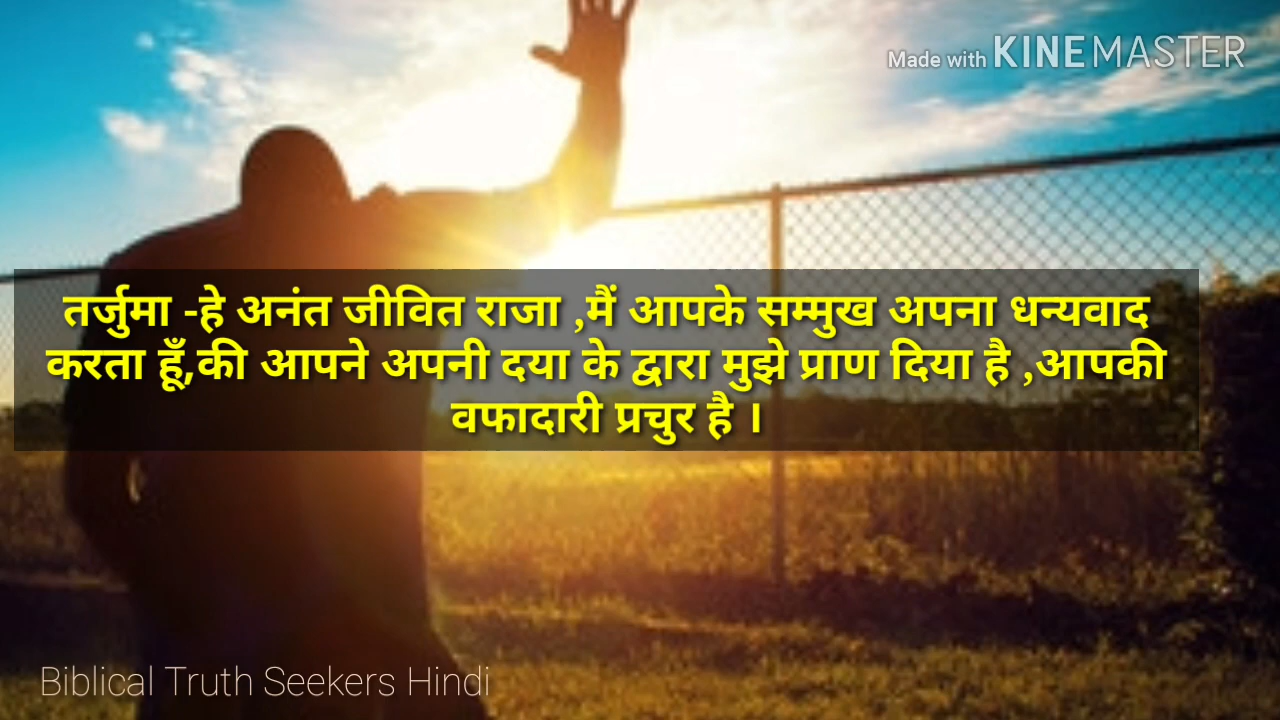 Made with KINEMASTER
तर्जुमा -हे अनंत जीवित राजा ,मैं आपके सम्मुख अपना धन्यवाद
करता हूँ,की आपने अपनी दया के द्वारा मुझे प्राण दिया है ,आपकी
वफादारी प्रचुर है ।
Biblical Truth Seekers Hindi